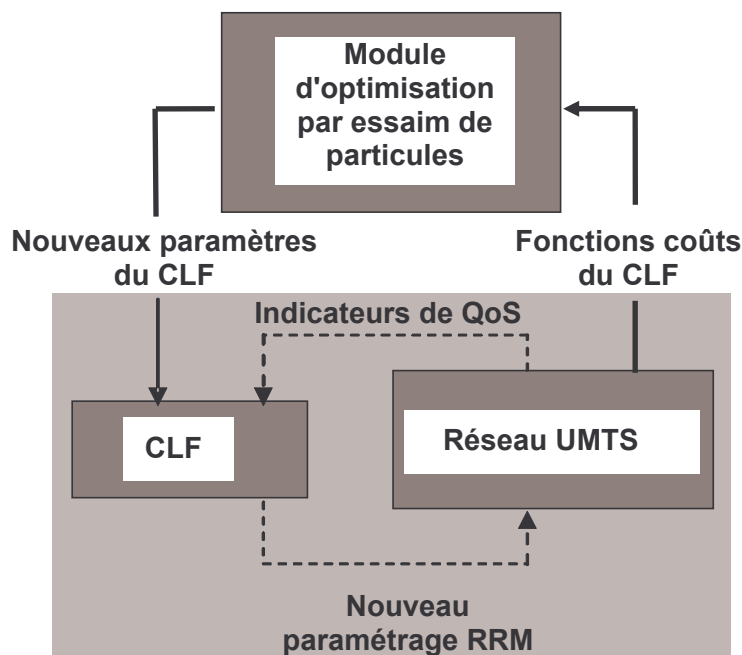 Module
d'optimisation
par essaim de
particules
Nouveaux paramètres
du CLF
Fonctions coûts
du CLF
Indicateurs de QoS
CLF
Réseau UMTS
Nouveau
paramétrage RRM